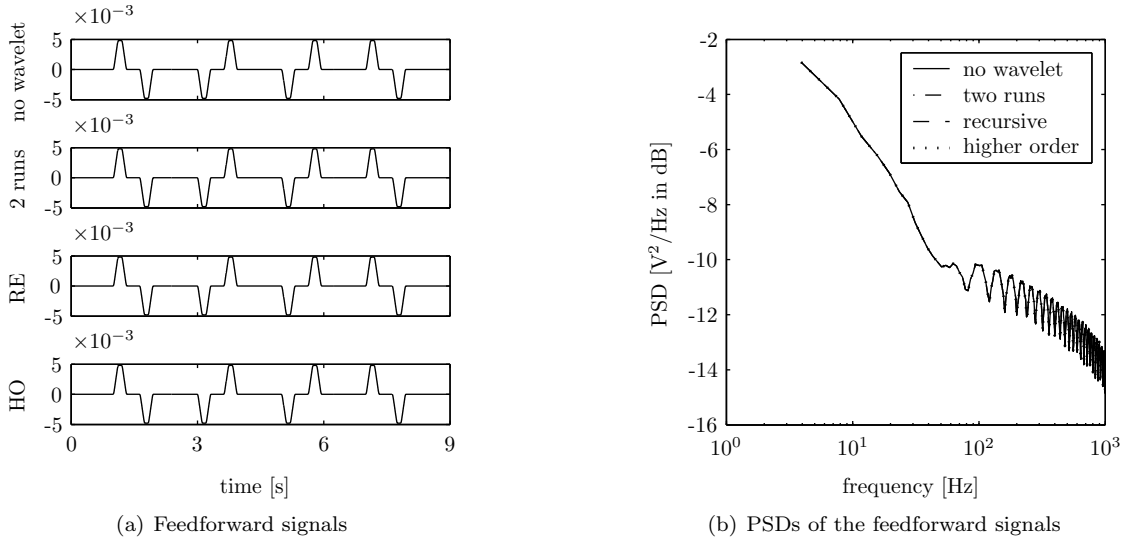 ×10⁻³
no wavelet
5
0
-5
×10⁻³
2 runs
5
0
-5
×10⁻³
RE
5
0
-5
×10⁻³
HO
5
0
-5
0 3 6 9
time [s]
(a) Feedforward signals
PSD [V²/Hz in dB]
-2
-4
-6
-8
-10
-12
-14
-16
no wavelet
two runs
recursive
higher order
10⁰ 10¹ 10² 10³
frequency [Hz]
(b) PSDs of the feedforward signals